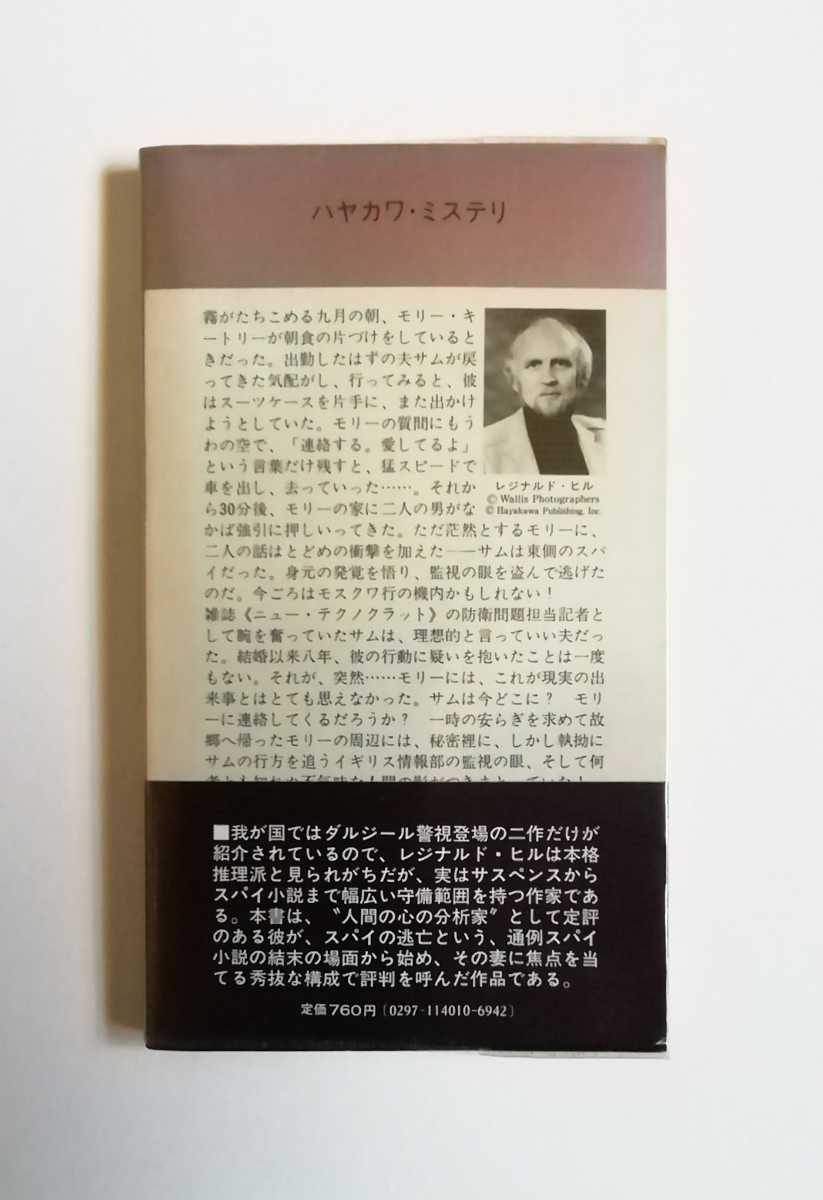 ハヤカワ・ミステリ
霧がたちこめる九月の朝、モリー・キ
ートリーが朝食の片づけをしていると
きだった。出勤したはずの夫サムが戻
ってきた気配がし、行ってみると、彼
はスーツケースを片手に、また出かけ
ようとしていた。モリーの質問にもう
わの空で、「連絡する。愛してるよ」
という言葉だけ残すと、猛スピードで
車を出し、去っていった……。それか
ら30分後、モリーの家に二人の男がな
かば強引に押しいってきた。ただ茫然とするモリーに、
二人の話はとどめの衝撃を加えた――サムは東側のスパ
イだった。身元の発覚を悟り、監視の眼を盗んで逃げた
のだ。今ごろはモスクワ行の機内かもしれない！
雑誌《ニュー・テクノクラット》の防衛問題担当記者と
して腕を奮っていたサムは、理想的と言っていい夫だっ
た。結婚以来八年、彼の行動に疑いを抱いたことは一度
もない。それが、突然……モリーには、これが現実の出
来事とはとても思えなかった。サムは今どこに？　モリ
ーに連絡してくるだろうか？　一時の安らぎを求めて故
郷へ帰ったモリーの周辺には、秘密裡に、しかし執拗に
サムの行方を追うイギリス情報部の監視の眼、そして何
レジナルド・ヒル
© Wallis Photographers
© Hayakawa Publishing, Inc.
■我が国ではダルジール警視登場の二作だけが
紹介されているので、レジナルド・ヒルは本格
推理派と見られがちだが、実はサスペンスから
スパイ小説まで幅広い守備範囲を持つ作家であ
る。本書は、〝人間の心の分析家〟として定評
のある彼が、スパイの逃亡という、通例スパイ
小説の結末の場面から始め、その妻に焦点を当
てる秀抜な構成で評判を呼んだ作品である。
定価760円〔0297-114010-6942〕